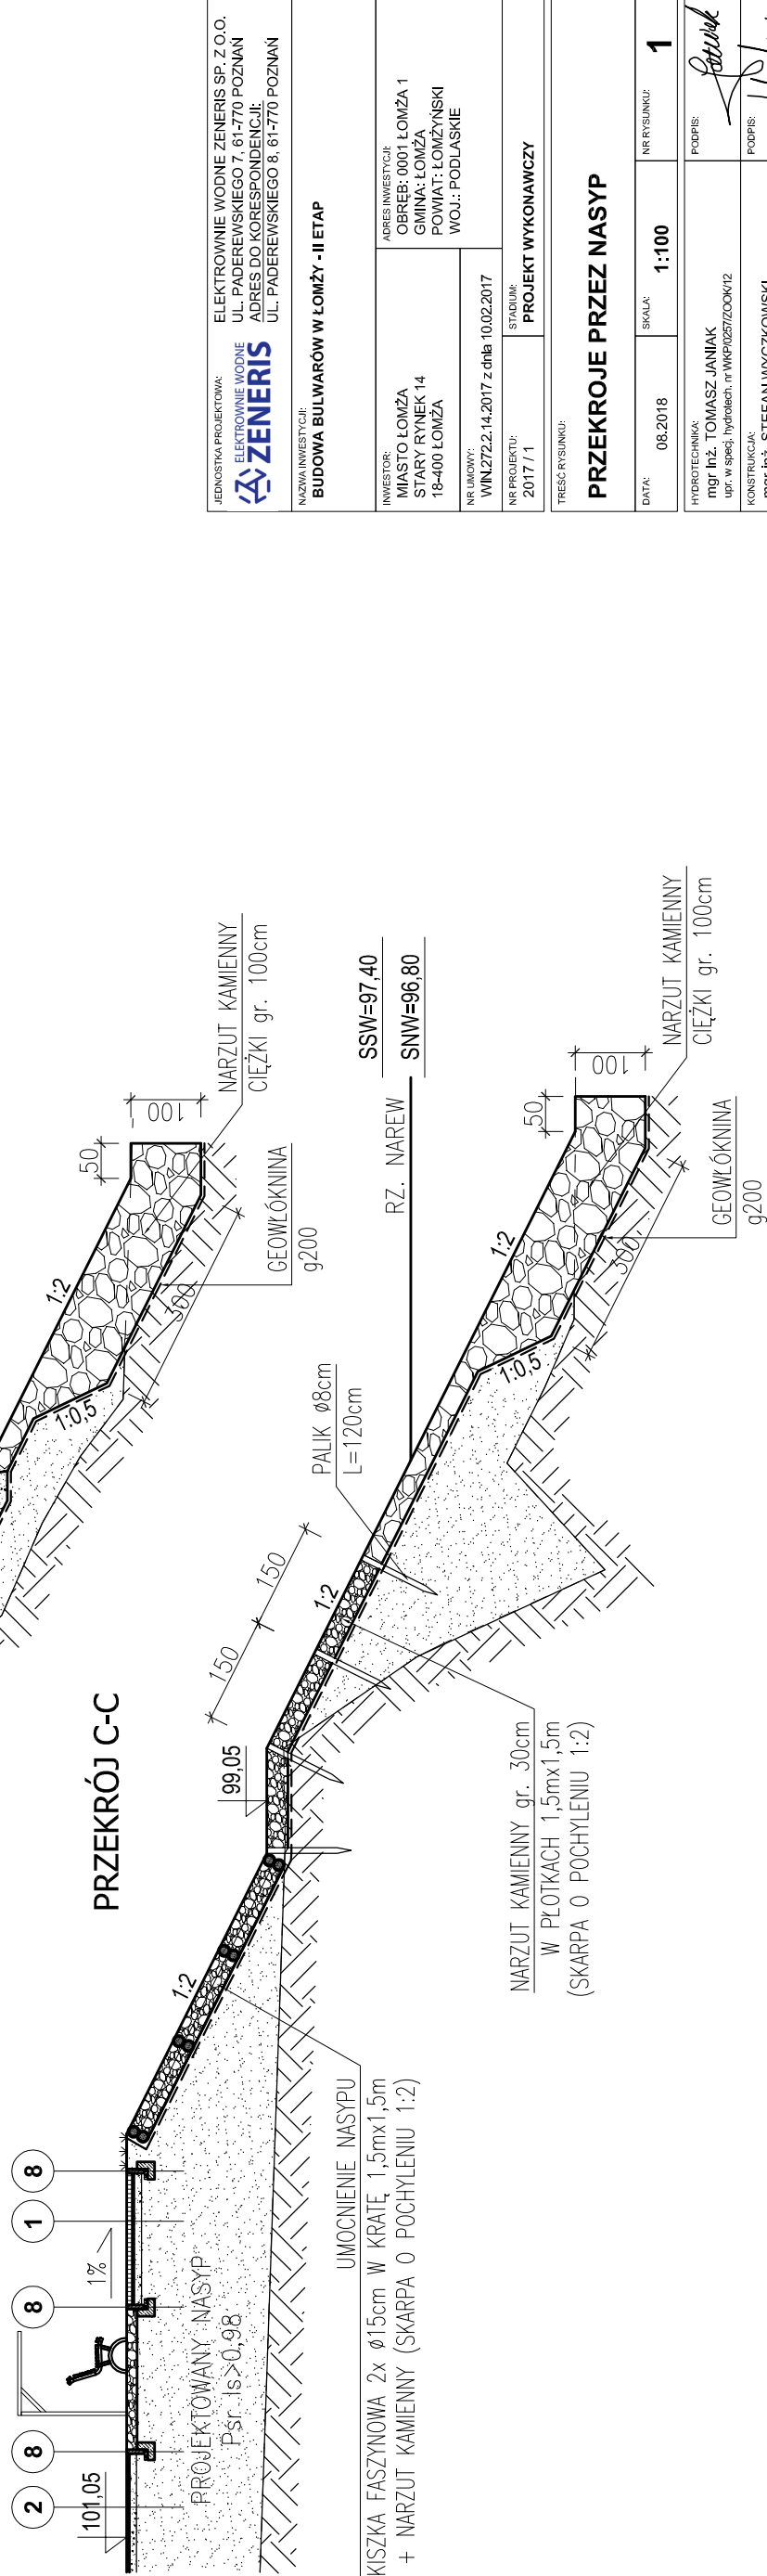 PRZEKRÓJ C-C
2
8
8
1
8
101,05
1%
PROJEKTOWANY NASYP
Psr Is>0,98
1:2
99,05
150
150
1:2
UMOCNIENIE NASYPU
KISZKA FASZYNOWA 2x ø15cm W KRATĘ 1,5mx1,5m
+ NARZUT KAMIENNY (SKARPA O POCHYLENIU 1:2)
NARZUT KAMIENNY gr. 30cm
W PŁOTKACH 1,5mx1,5m
(SKARPA O POCHYLENIU 1:2)
PALIK ø8cm
L=120cm
RZ. NAREW
SSW=97,40
SNW=96,80
1:0,5
1:2
300
50
100
GEOWŁÓKNINA
g200
NARZUT KAMIENNY
CIĘŻKI gr. 100cm
1:0,5
1:2
300
50
100
GEOWŁÓKNINA
g200
NARZUT KAMIENNY
CIĘŻKI gr. 100cm
JEDNOSTKA PROJEKTOWA:
ELEKTROWNIE WODNE
ZENERIS
ELEKTROWNIE WODNE ZENERIS SP. Z O.O.
UL. PADEREWSKIEGO 7, 61-770 POZNAŃ
ADRES DO KORESPONDENCJI:
UL. PADEREWSKIEGO 8, 61-770 POZNAŃ
NAZWA INWESTYCJI:
BUDOWA BULWARÓW W ŁOMŻY - II ETAP
INWESTOR:
MIASTO ŁOMŻA
STARY RYNEK 14
18-400 ŁOMŻA
ADRES INWESTYCJI:
OBRĘB: 0001 ŁOMŻA 1
GMINA: ŁOMŻA
POWIAT: ŁOMŻYŃSKI
WOJ.: PODLASKIE
NR UMOWY:
WIN.272.2.14.2017 z dnia 10.02.2017
NR PROJEKTU:
2017 / 1
STADIUM:
PROJEKT WYKONAWCZY
TREŚĆ RYSUNKU:
PRZEKROJE PRZEZ NASYP
DATA:
08.2018
SKALA:
1:100
NR RYSUNKU:
1
HYDROTECHNIKA:
mgr inż. TOMASZ JANIAK
upr. w specj. hydrotech. nr WKP/0257/ZOOK/12
PODPIS:
KONSTRUKCJA:
mgr inż. STEFAN WYCZKOWSKI
PODPIS: